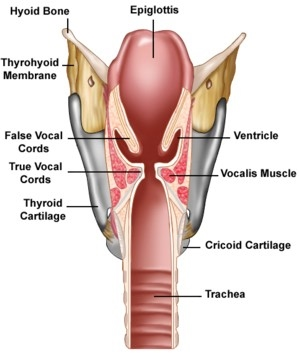 Hyoid Bone
Epiglottis
Thyrohyoid
Membrane
False Vocal
Cords
Ventricle
True Vocal
Cords
Vocalis Muscle
Thyroid
Cartilage
Cricoid Cartilage
Trachea